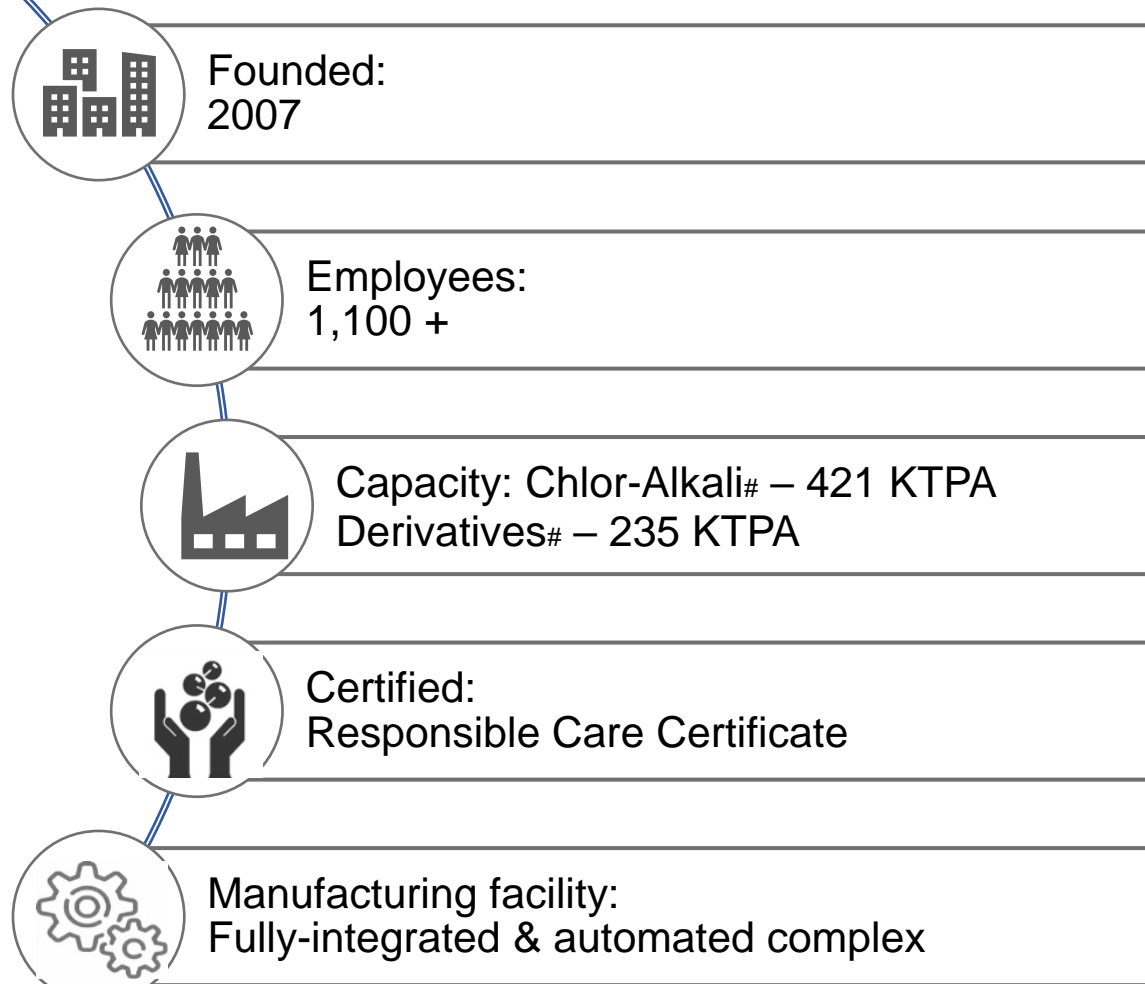 Founded:
2007
Employees:
1,100 +
Capacity: Chlor-Alkali# – 421 KTPA
Derivatives# – 235 KTPA
Certified:
Responsible Care Certificate
Manufacturing facility:
Fully-integrated & automated complex